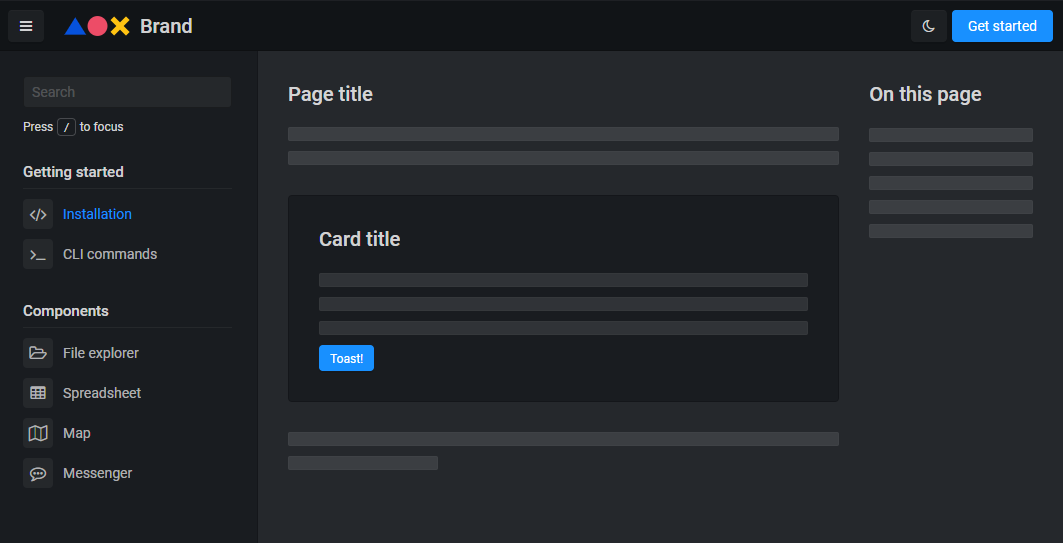 Brand
Get started
Search
Press / to focus
Getting started
Installation
CLI commands
Components
File explorer
Spreadsheet
Map
Messenger
Page title
Card title
Toast!
On this page